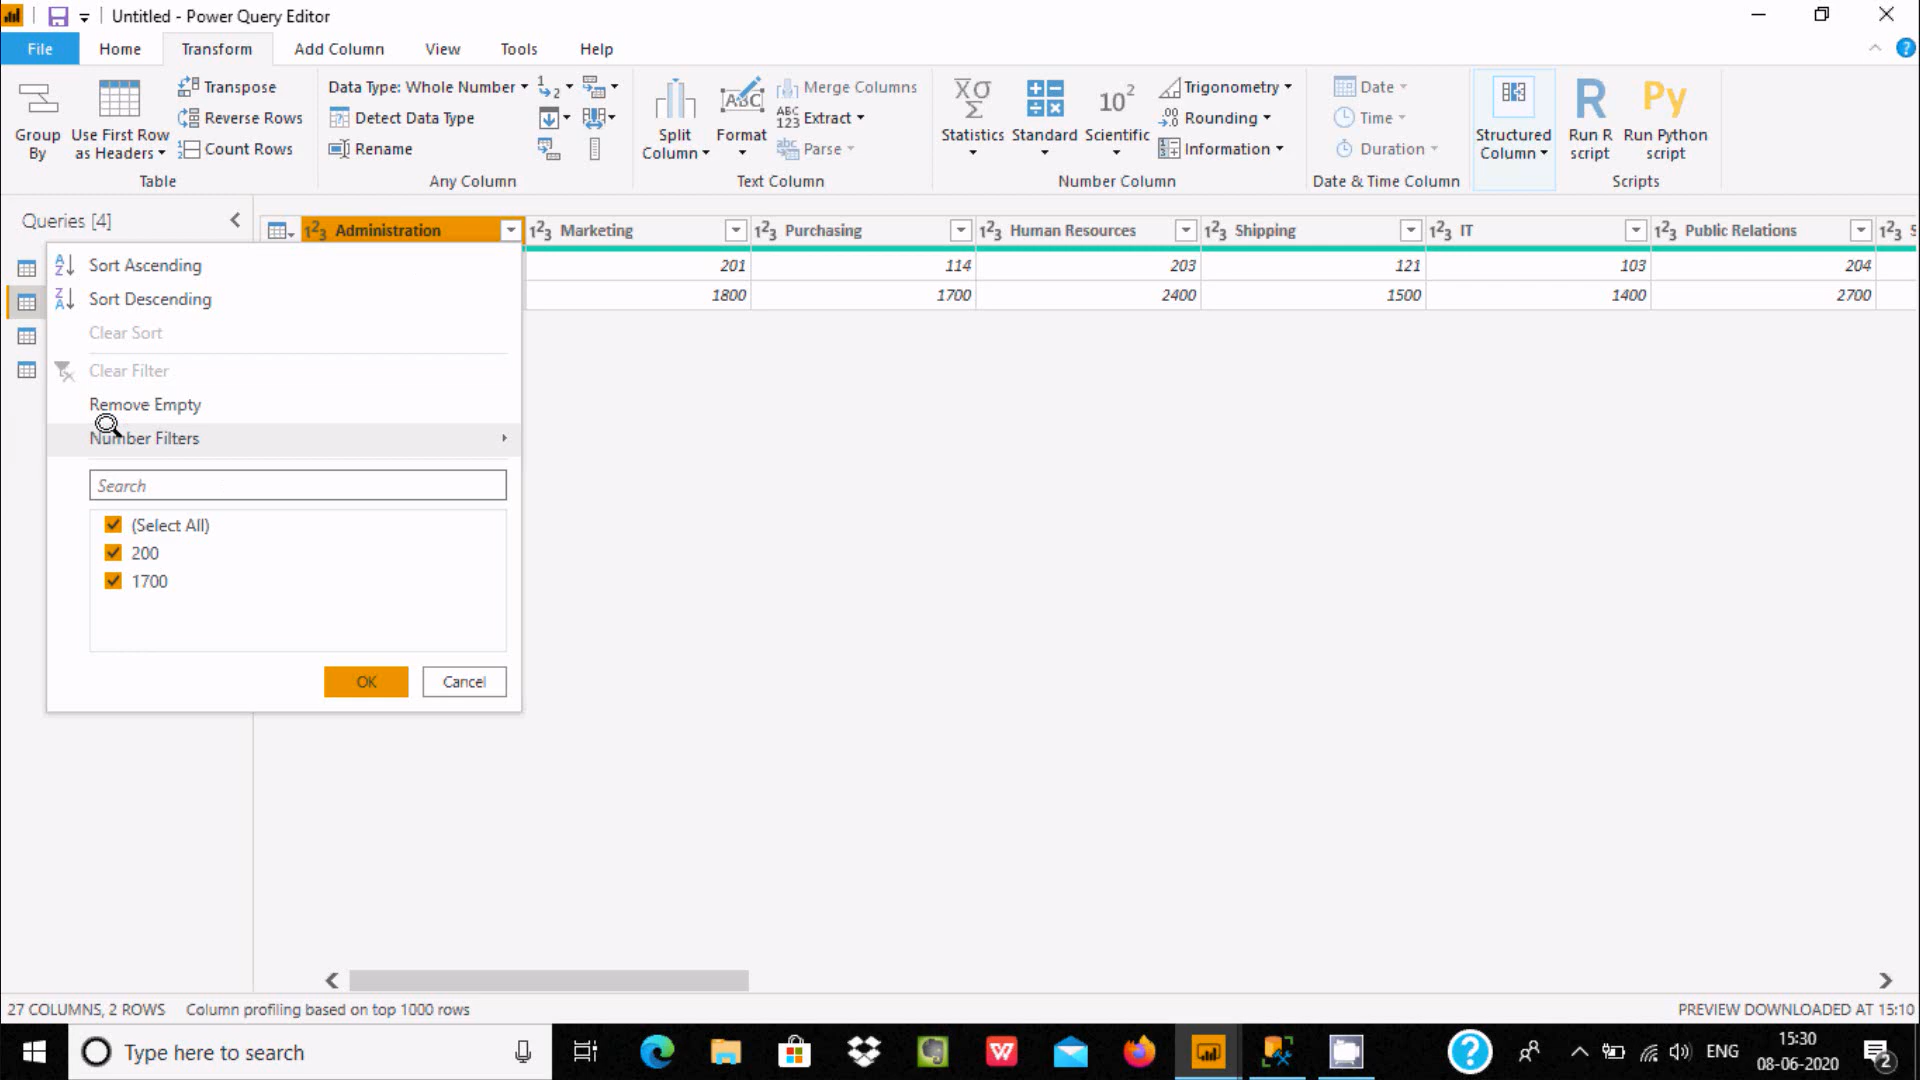 Untitled - Power Query Editor
File Home Transform Add Column View Tools Help
Group By
Use First Row as Headers
Transpose
Reverse Rows
Count Rows
Table
Data Type: Whole Number
Detect Data Type
Rename
Any Column
Split Column
Format
Merge Columns
Extract
Parse
Text Column
Statistics
Standard
Scientific
Trigonometry
Rounding
Information
Number Column
Date
Time
Duration
Date & Time Column
Structured Column
Run R script
Run Python script
Scripts
Queries [4]
Administration Marketing Purchasing Human Resources Shipping IT Public Relations S
201 114 203 121 103 204
1800 1700 2400 1500 1400 2700
Sort Ascending
Sort Descending
Clear Sort
Clear Filter
Remove Empty
Number Filters
Search
(Select All)
200
1700
OK Cancel
27 COLUMNS, 2 ROWS Column profiling based on top 1000 rows PREVIEW DOWNLOADED AT 15:10
Type here to search
ENG
15:30
08-06-2020
2